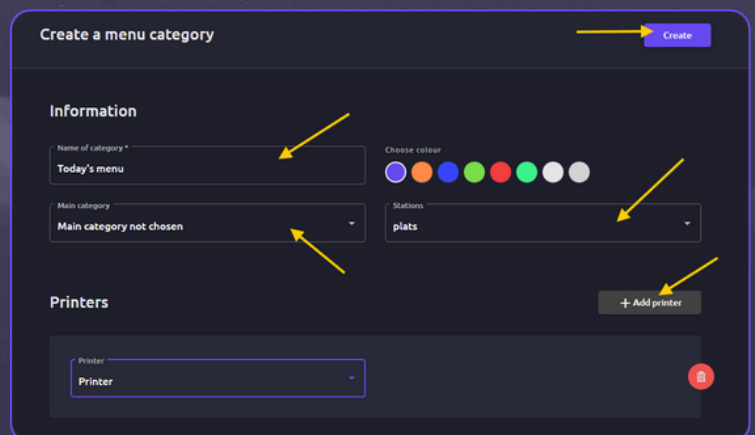 Create a menu category
Create
Information
Name of category *
Today's menu
Choose colour
Main category
Main category not chosen
Stations
plats
Printers
+ Add printer
Printer
Printer